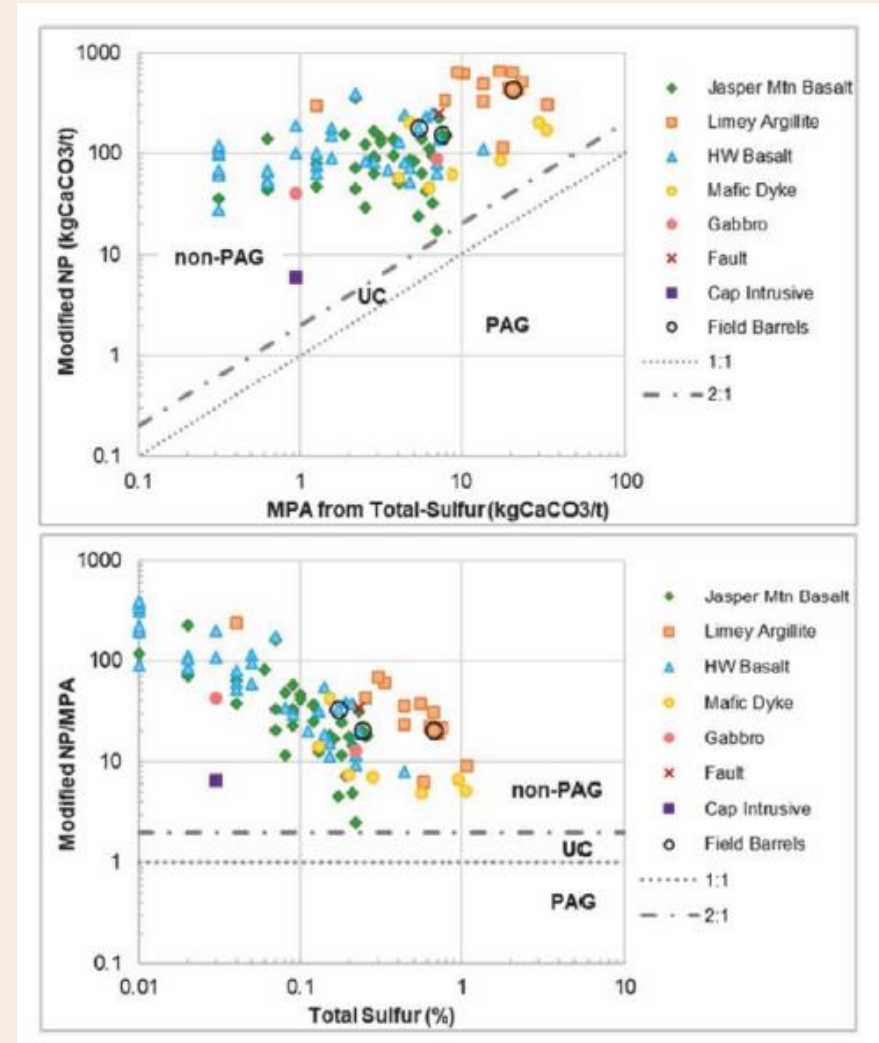 1000
100
10
1
0.1
Modified NP (kgCaCO3/t)
non-PAG
UC
PAG
0.1
1
10
100
MPA from Total-Sulfur (kgCaCO3/t)
Jasper Mtn Basalt
Limey Argillite
HW Basalt
Mafic Dyke
Gabbro
Fault
Cap Intrusive
Field Barrels
1:1
2:1
1000
100
10
1
0.1
Modified NP/MPA
non-PAG
UC
PAG
0.01
0.1
1
10
Total Sulfur (%)
Jasper Mtn Basalt
Limey Argillite
HW Basalt
Mafic Dyke
Gabbro
Fault
Cap Intrusive
Field Barrels
1:1
2:1